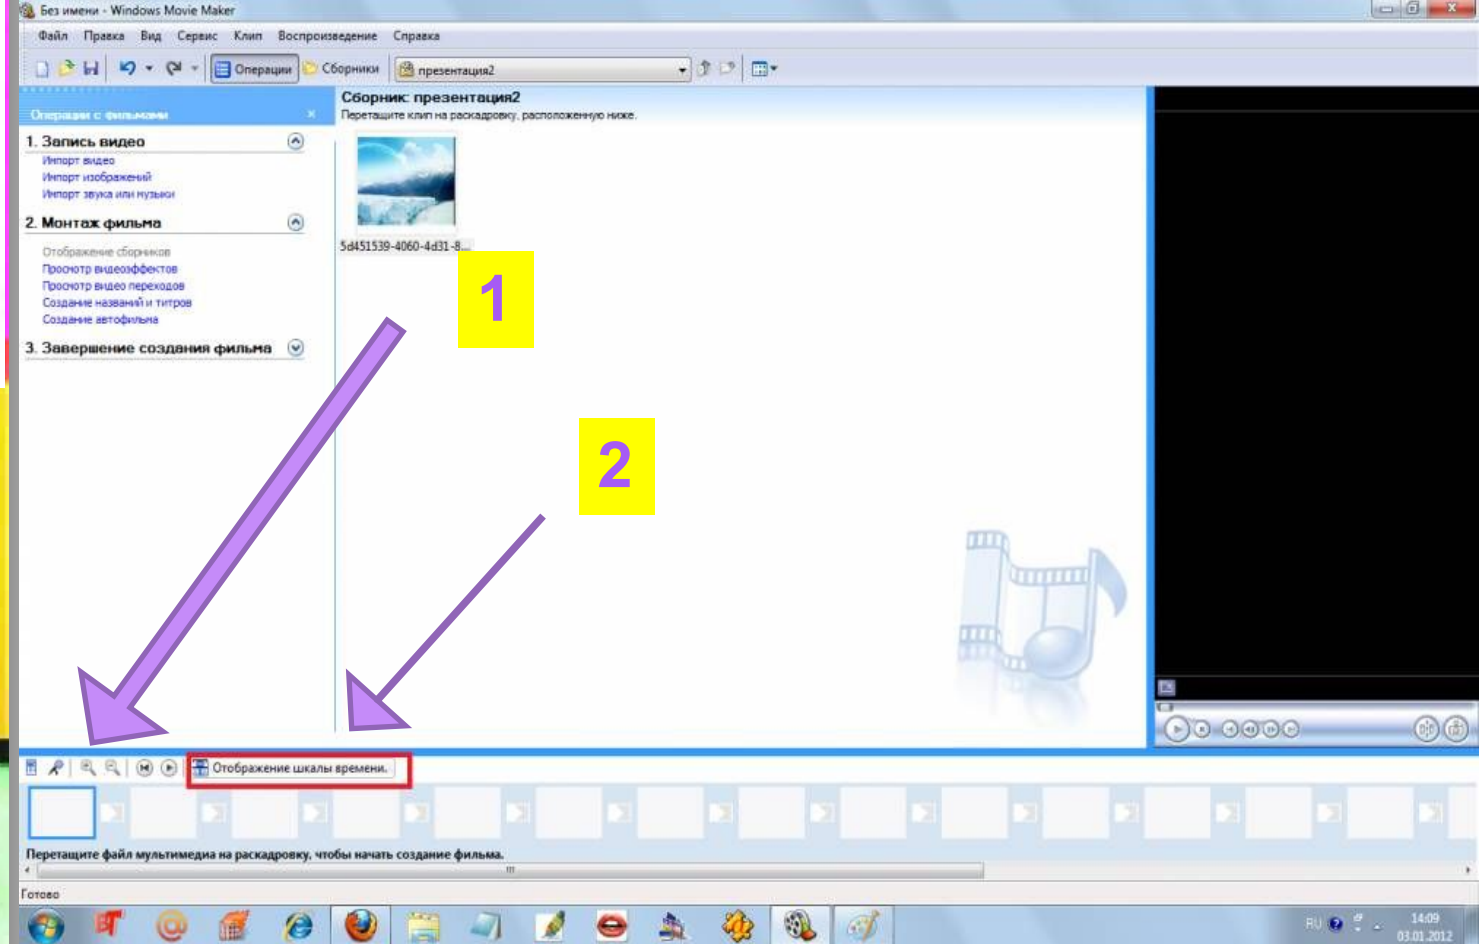 Без имени - Windows Movie Maker
Файл Правка Вид Сервис Клип Воспроизведение Справка
Операции Сборники презентация2
Операции с фильмами
Сборник: презентация2
Перетащите клип на раскадровку, расположенную ниже.
1. Запись видео
Импорт видео
Импорт изображений
Импорт звука или музыки
2. Монтаж фильма
5d451539-4060-4d31-8...
Отображение сборников
Просмотр видеоэффектов
Просмотр видео переходов
Создание названий и титров
Создание автофильма
3. Завершение создания фильма
1
2
Отображение шкалы времени.
Перетащите файл мультимедиа на раскадровку, чтобы начать создание фильма.
Готово
RU
14:09
03.01.2012